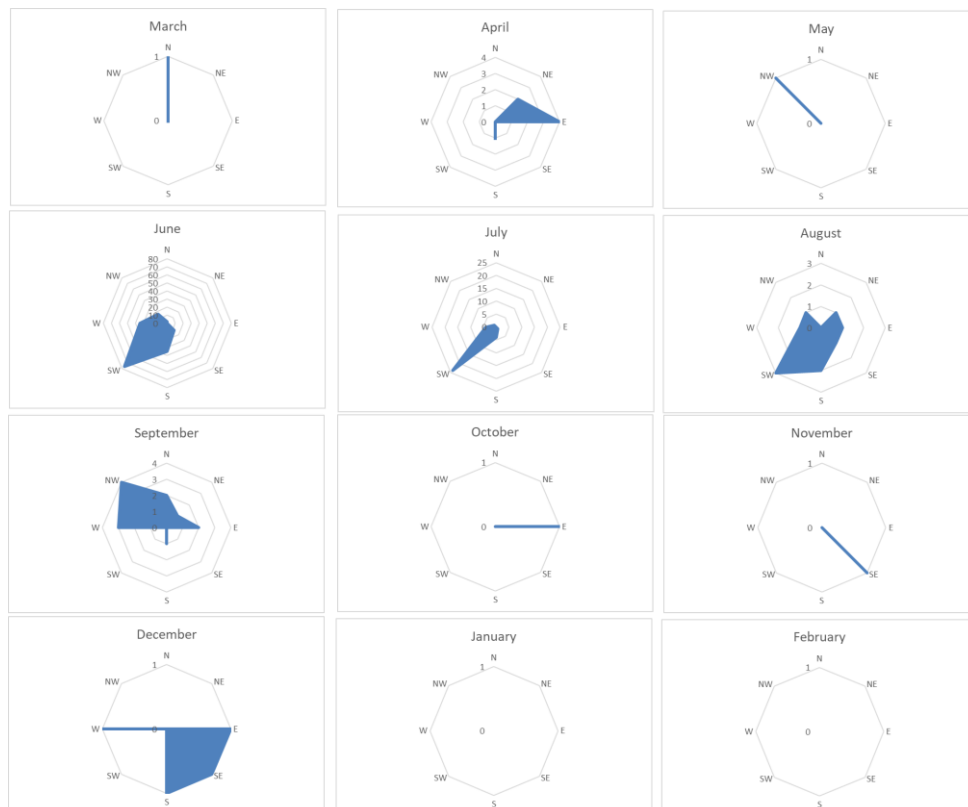 March
N
1
NW
NE
W
0
E
SW
SE
S
April
N
4
NW
3
NE
2
1
W
0
E
SW
SE
S
May
N
1
NW
NE
W
0
E
SW
SE
S
June
N
80
70
NW
60
NE
50
40
30
20
10
W
0
E
SW
SE
S
July
N
25
NW
20
NE
15
10
5
W
0
E
SW
SE
S
August
N
3
NW
NE
2
1
W
0
E
SW
SE
S
September
N
4
NW
3
NE
2
1
W
0
E
SW
SE
S
October
N
1
NW
NE
W
0
E
SW
SE
S
November
N
1
NW
NE
W
0
E
SW
SE
S
December
N
1
NW
NE
W
0
E
SW
SE
S
January
N
1
NW
NE
W
0
E
SW
SE
S
February
N
1
NW
NE
W
0
E
SW
SE
S